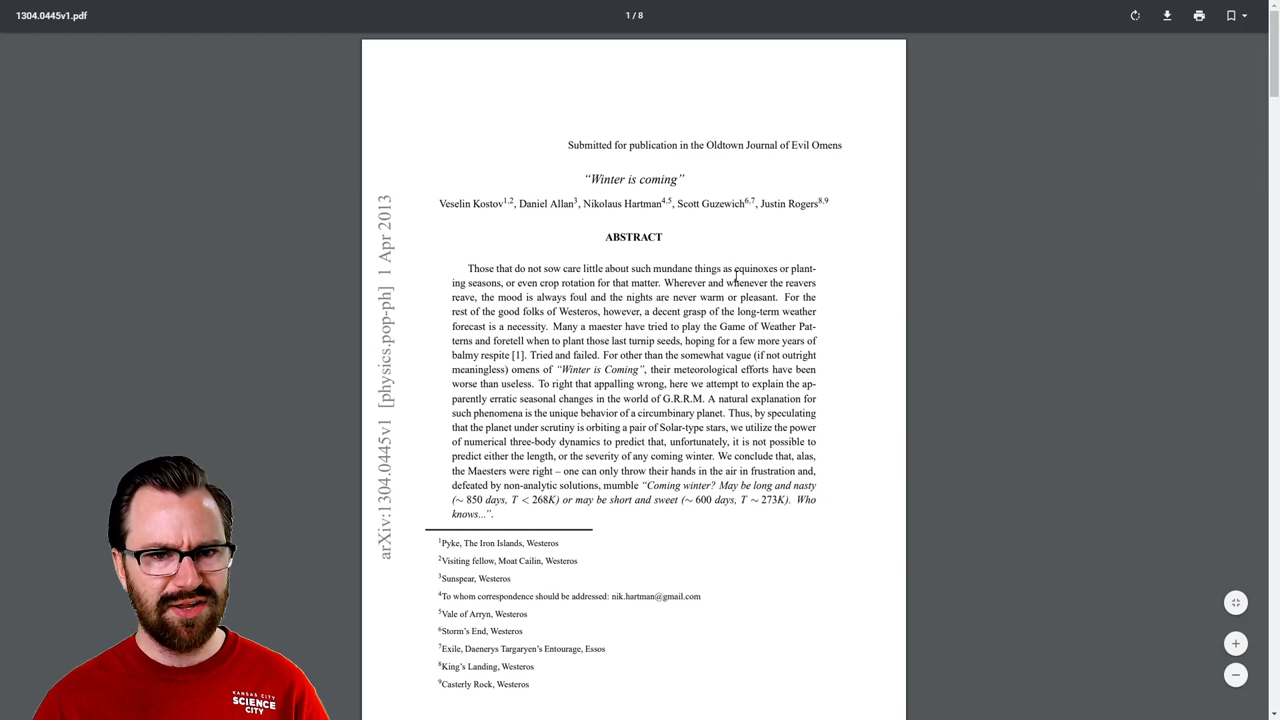 1304.0445v1.pdf
1 / 8
Submitted for publication in the Oldtown Journal of Evil Omens
“Winter is coming”
Veselin Kostov1,2, Daniel Allan3, Nikolaus Hartman4,5, Scott Guzewich6,7, Justin Rogers8,9
ABSTRACT
Those that do not sow care little about such mundane things as equinoxes or plant-
ing seasons, or even crop rotation for that matter. Wherever and whenever the reavers
reave, the mood is always foul and the nights are never warm or pleasant. For the
rest of the good folks of Westeros, however, a decent grasp of the long-term weather
forecast is a necessity. Many a maester have tried to play the Game of Weather Pat-
terns and foretell when to plant those last turnip seeds, hoping for a few more years of
balmy respite [1]. Tried and failed. For other than the somewhat vague (if not outright
meaningless) omens of “Winter is Coming”, their meteorological efforts have been
worse than useless. To right that appalling wrong, here we attempt to explain the ap-
parently erratic seasonal changes in the world of G.R.R.M. A natural explanation for
such phenomena is the unique behavior of a circumbinary planet. Thus, by speculating
that the planet under scrutiny is orbiting a pair of Solar-type stars, we utilize the power
of numerical three-body dynamics to predict that, unfortunately, it is not possible to
predict either the length, or the severity of any coming winter. We conclude that, alas,
the Maesters were right – one can only throw their hands in the air in frustration and,
defeated by non-analytic solutions, mumble “Coming winter? May be long and nasty
(∼ 850 days, T < 268K) or may be short and sweet (∼ 600 days, T ∼ 273K). Who
knows...”.
1Pyke, The Iron Islands, Westeros
2Visiting fellow, Moat Cailin, Westeros
3Sunspear, Westeros
4To whom correspondence should be addressed: nik.hartman@gmail.com
5Vale of Arryn, Westeros
6Storm’s End, Westeros
7Exile, Daenerys Targaryen’s Entourage, Essos
8King’s Landing, Westeros
9Casterly Rock, Westeros
arXiv:1304.0445v1 [physics.pop-ph] 1 Apr 2013
KANSAS CITY
SCIENCE
CITY